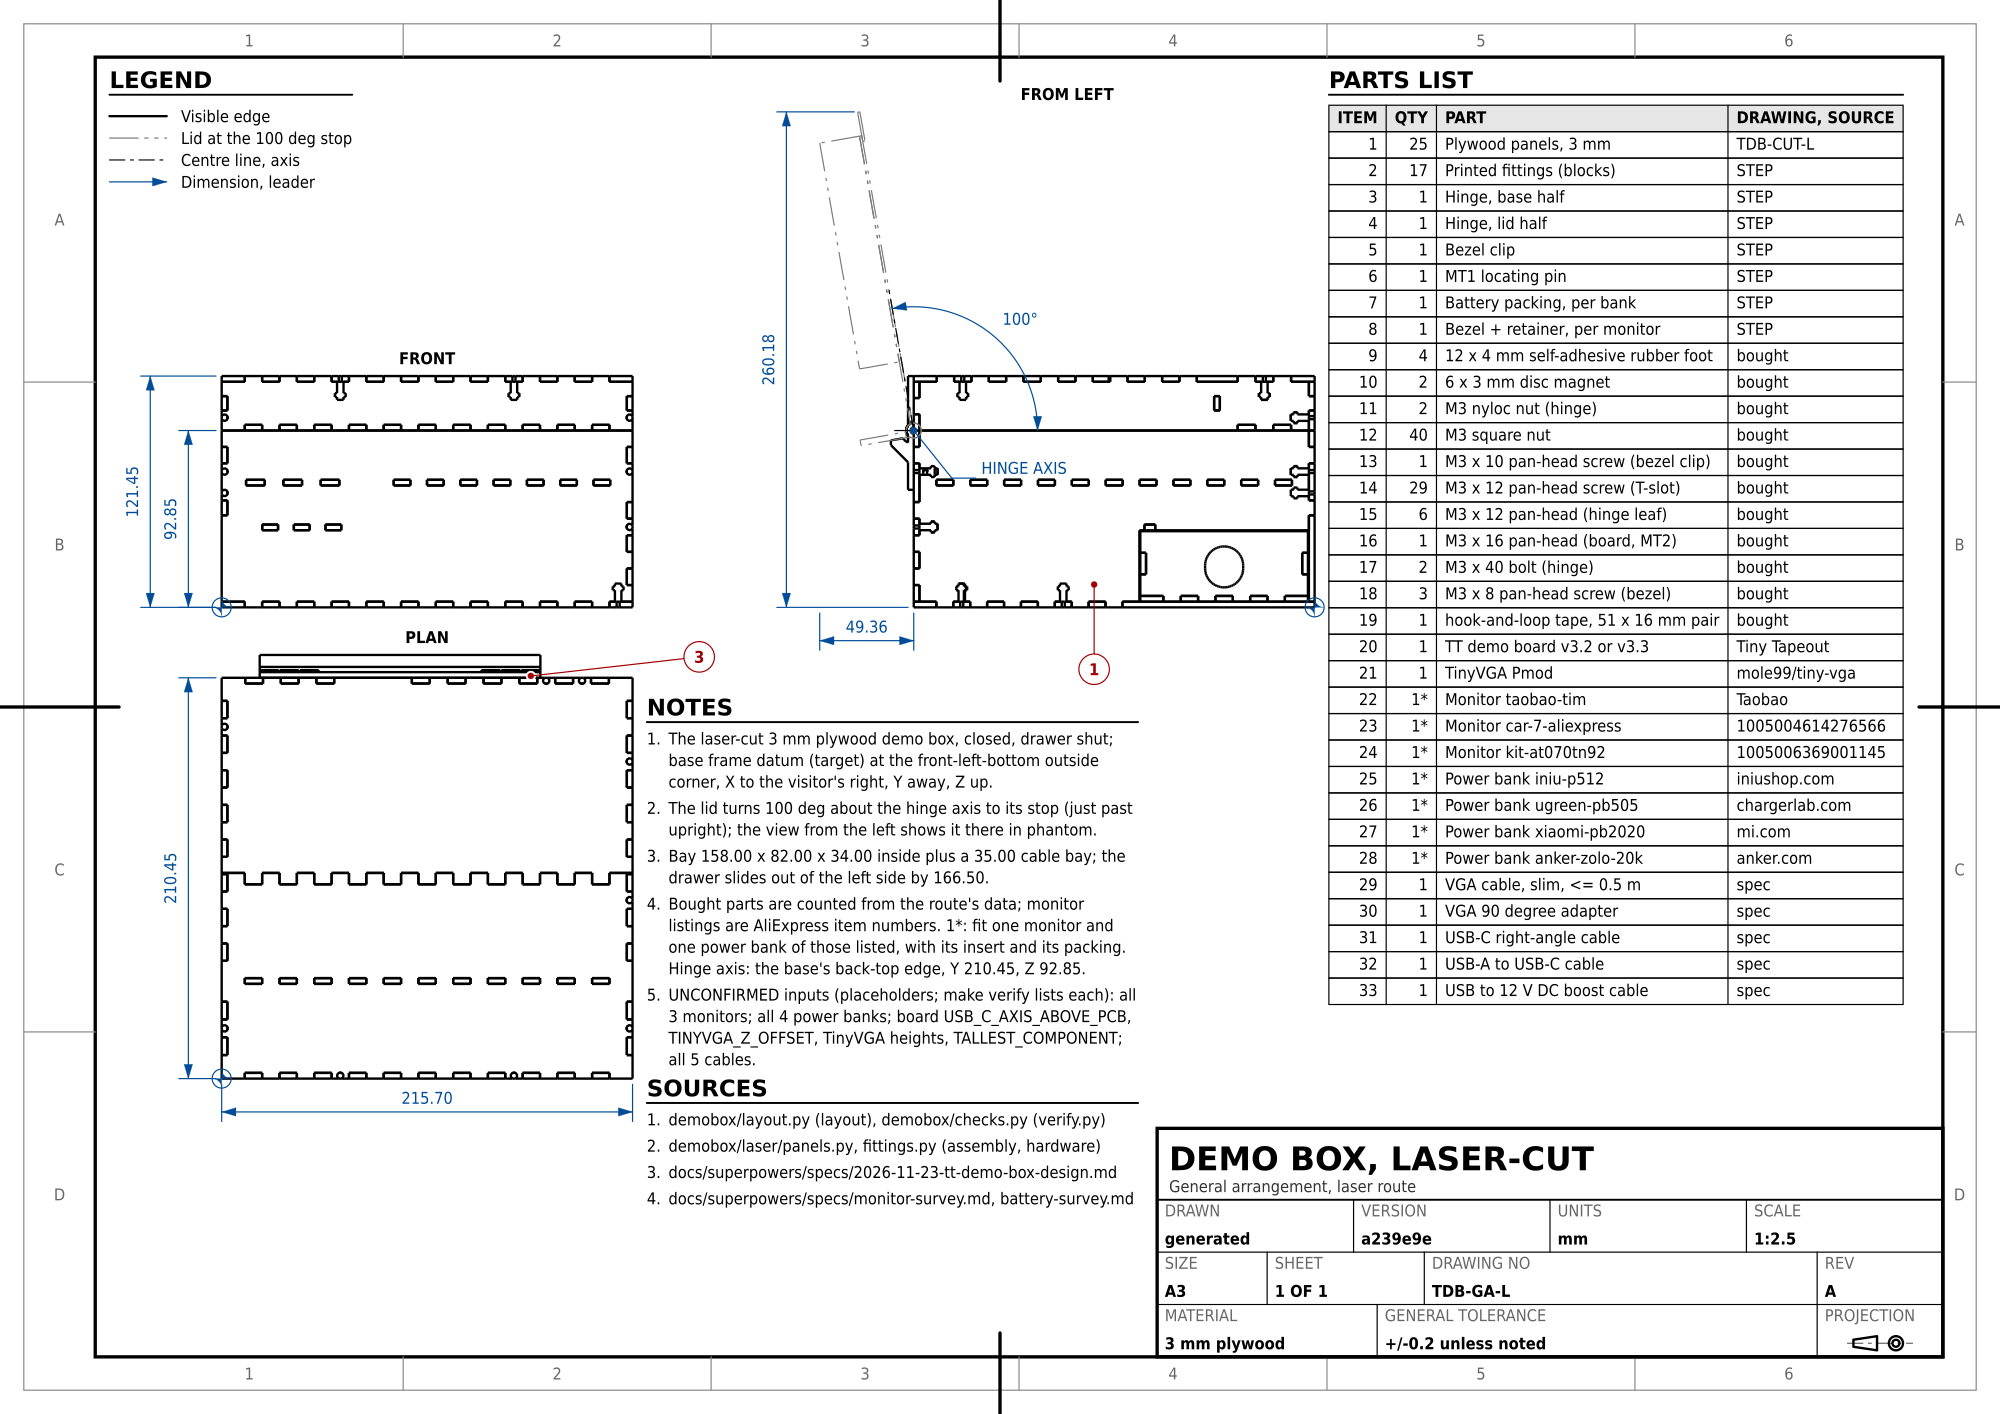 1 2 3 4 5 6
LEGEND
Visible edge
Lid at the 100 deg stop
Centre line, axis
Dimension, leader
FROM LEFT
PARTS LIST
ITEM QTY PART DRAWING, SOURCE
1 25 Plywood panels, 3 mm TDB-CUT-L
2 17 Printed fittings (blocks) STEP
3 1 Hinge, base half STEP
4 1 Hinge, lid half STEP
5 1 Bezel clip STEP
6 1 MT1 locating pin STEP
7 1 Battery packing, per bank STEP
8 1 Bezel + retainer, per monitor STEP
9 4 12 x 4 mm self-adhesive rubber foot bought
10 2 6 x 3 mm disc magnet bought
11 2 M3 nyloc nut (hinge) bought
12 40 M3 square nut bought
13 1 M3 x 10 pan-head screw (bezel clip) bought
14 29 M3 x 12 pan-head screw (T-slot) bought
15 6 M3 x 12 pan-head (hinge leaf) bought
16 1 M3 x 16 pan-head (board, MT2) bought
17 2 M3 x 40 bolt (hinge) bought
18 3 M3 x 8 pan-head screw (bezel) bought
19 1 hook-and-loop tape, 51 x 16 mm pair bought
20 1 TT demo board v3.2 or v3.3 Tiny Tapeout
21 1 TinyVGA Pmod mole99/tiny-vga
22 1* Monitor taobao-tim Taobao
23 1* Monitor car-7-aliexpress 1005004614276566
24 1* Monitor kit-at070tn92 1005006369001145
25 1* Power bank iniu-p512 iniushop.com
26 1* Power bank ugreen-pb505 chargerlab.com
27 1* Power bank xiaomi-pb2020 mi.com
28 1* Power bank anker-zolo-20k anker.com
29 1 VGA cable, slim, <= 0.5 m spec
30 1 VGA 90 degree adapter spec
31 1 USB-C right-angle cable spec
32 1 USB-A to USB-C cable spec
33 1 USB to 12 V DC boost cable spec
A A
B B
C C
D D
FRONT
121.45
92.85
260.18
100°
HINGE AXIS
49.36
1
PLAN
3
210.45
215.70
NOTES
1. The laser-cut 3 mm plywood demo box, closed, drawer shut;
base frame datum (target) at the front-left-bottom outside
corner, X to the visitor's right, Y away, Z up.
2. The lid turns 100 deg about the hinge axis to its stop (just past
upright); the view from the left shows it there in phantom.
3. Bay 158.00 x 82.00 x 34.00 inside plus a 35.00 cable bay; the
drawer slides out of the left side by 166.50.
4. Bought parts are counted from the route's data; monitor
listings are AliExpress item numbers. 1*: fit one monitor and
one power bank of those listed, with its insert and its packing.
Hinge axis: the base's back-top edge, Y 210.45, Z 92.85.
5. UNCONFIRMED inputs (placeholders; make verify lists each): all
3 monitors; all 4 power banks; board USB_C_AXIS_ABOVE_PCB,
TINYVGA_Z_OFFSET, TinyVGA heights, TALLEST_COMPONENT;
all 5 cables.
SOURCES
1. demobox/layout.py (layout), demobox/checks.py (verify.py)
2. demobox/laser/panels.py, fittings.py (assembly, hardware)
3. docs/superpowers/specs/2026-11-23-tt-demo-box-design.md
4. docs/superpowers/specs/monitor-survey.md, battery-survey.md
DEMO BOX, LASER-CUT
General arrangement, laser route
DRAWN VERSION UNITS SCALE
generated a239e9e mm 1:2.5
SIZE SHEET DRAWING NO REV
A3 1 OF 1 TDB-GA-L A
MATERIAL GENERAL TOLERANCE PROJECTION
3 mm plywood +/-0.2 unless noted
1 2 3 4 5 6